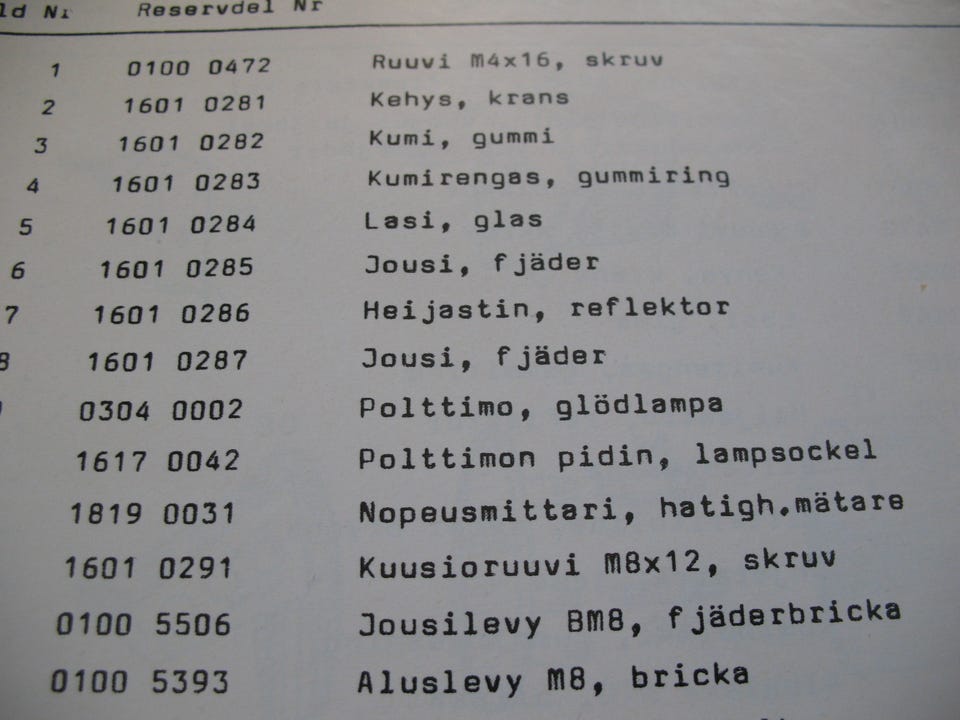 ld Nr Reservdel Nr
1 0100 0472 Ruuvi M4x16, skruv
2 1601 0281 Kehys, krans
3 1601 0282 Kumi, gummi
4 1601 0283 Kumirengas, gummiring
5 1601 0284 Lasi, glas
6 1601 0285 Jousi, fjäder
7 1601 0286 Heijastin, reflektor
8 1601 0287 Jousi, fjäder
0304 0002 Polttimo, glödlampa
1617 0042 Polttimon pidin, lampsockel
1819 0031 Nopeusmittari, hatigh.mätare
1601 0291 Kuusioruuvi M8x12, skruv
0100 5506 Jousilevy BM8, fjäderbricka
0100 5393 Aluslevy M8, bricka